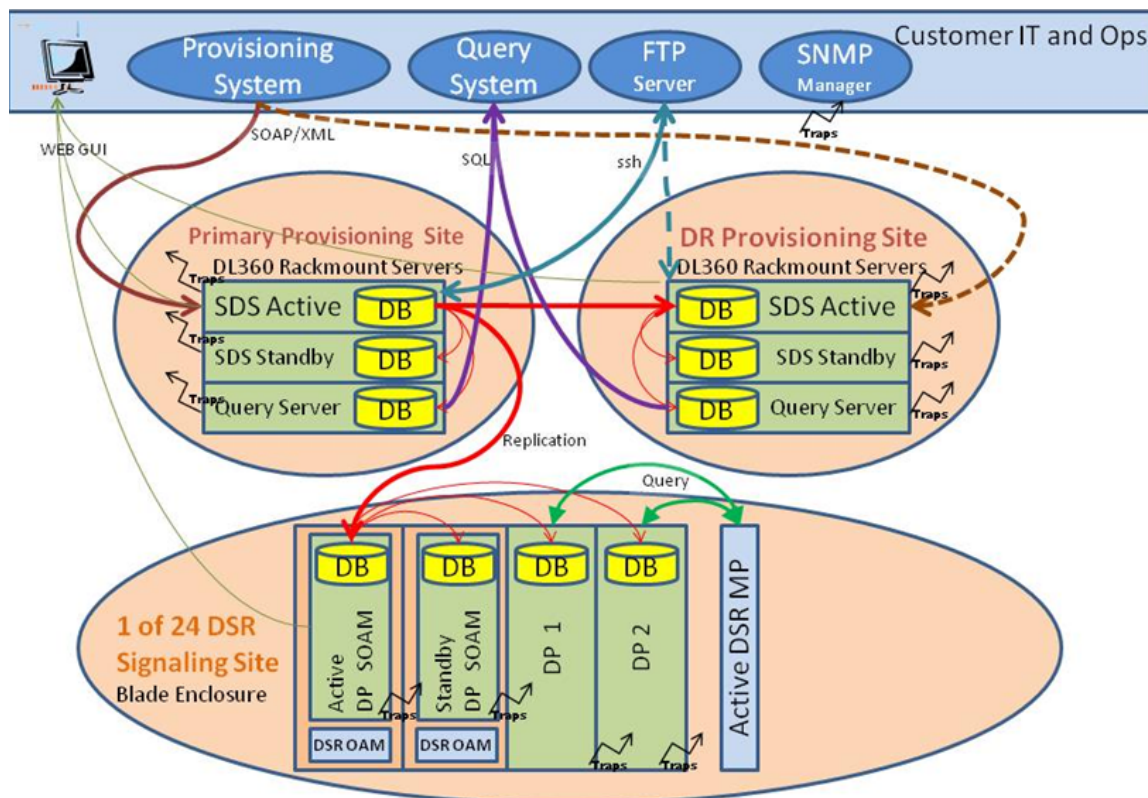 Customer IT and Ops
Provisioning
System
Query
System
FTP
Server
SNMP
Manager
Traps
WEB GUI
SOAP/XML
SQL
ssh
Primary Provisioning Site
DL360 Rackmount Servers
Traps
SDS Active
DB
Traps
SDS Standby
DB
Traps
Query Server
DB
DR Provisioning Site
DL360 Rackmount Servers
DB
SDS Active
Traps
DB
SDS Standby
Traps
DB
Query Server
Traps
Replication
Query
1 of 24 DSR
Signaling Site
Blade Enclosure
DB
Active
DP SOAM
Traps
DSR OAM
DB
Standby
DP SOAM
Traps
DSR OAM
DB
DP 1
Traps
DB
DP 2
Traps
Active DSR MP